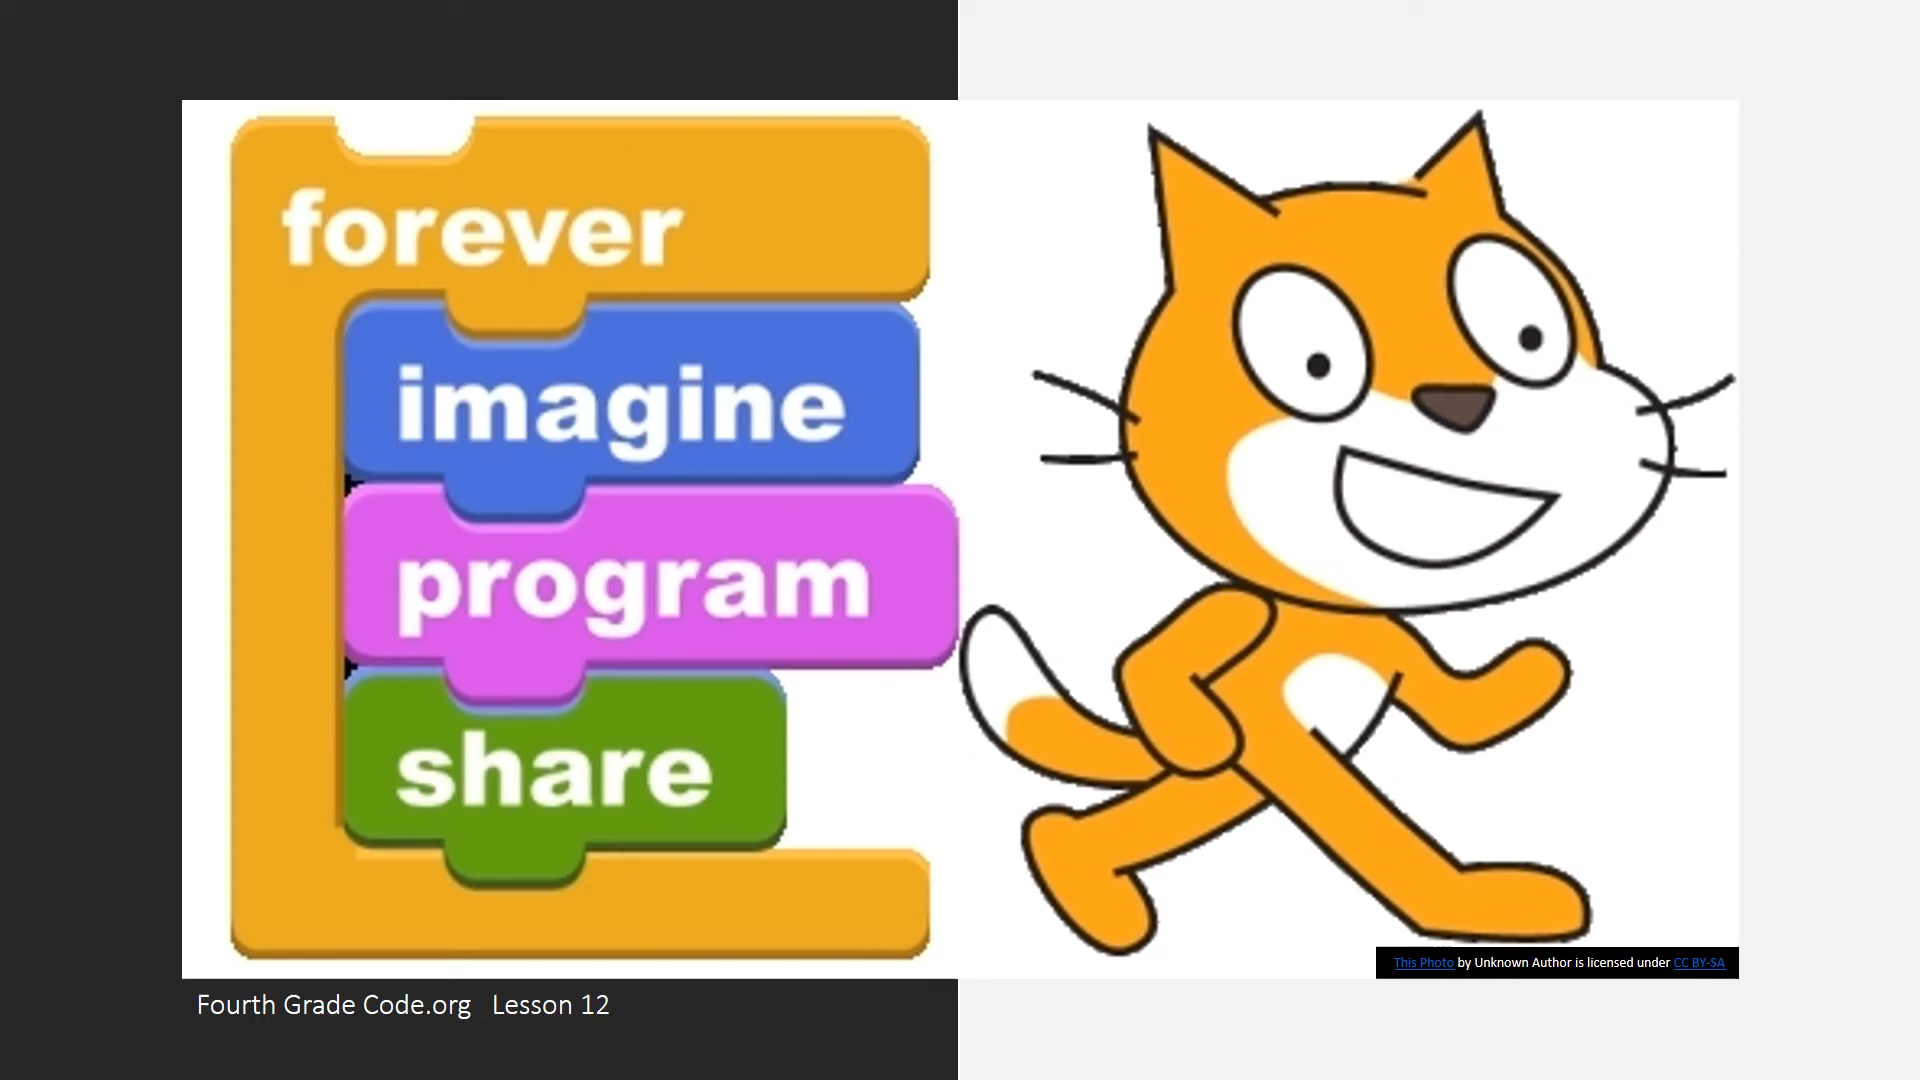 forever
imagine
program
share
This Photo by Unknown Author is licensed under CC BY-SA
Fourth Grade Code.org Lesson 12